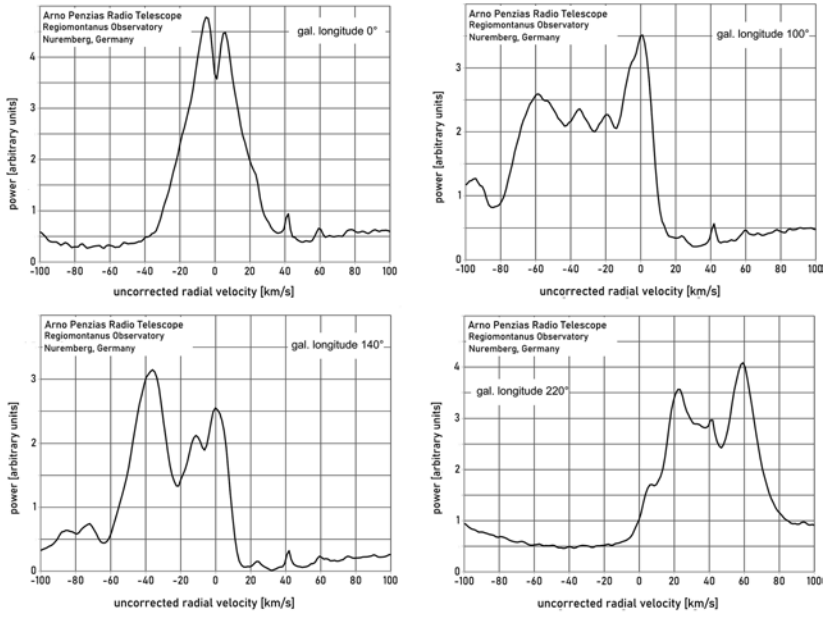 Arno Penzias Radio Telescope
Regiomontanus Observatory
Nuremberg, Germany
gal. longitude 0°
power [arbitrary units]
4
3
2
1
0
-100 -80 -60 -40 -20 0 20 40 60 80 100
uncorrected radial velocity [km/s]
Arno Penzias Radio Telescope
Regiomontanus Observatory
Nuremberg, Germany
gal. longitude 100°
power [arbitrary units]
3
2
1
0
-100 -80 -60 -40 -20 0 20 40 60 80 100
uncorrected radial velocity [km/s]
Arno Penzias Radio Telescope
Regiomontanus Observatory
Nuremberg, Germany
gal. longitude 140°
power [arbitrary units]
3
2
1
0
-100 -80 -60 -40 -20 0 20 40 60 80 100
uncorrected radial velocity [km/s]
Arno Penzias Radio Telescope
Regiomontanus Observatory
Nuremberg, Germany
gal. longitude 220°
power [arbitrary units]
4
3
2
1
0
-100 -80 -60 -40 -20 0 20 40 60 80 100
uncorrected radial velocity [km/s]